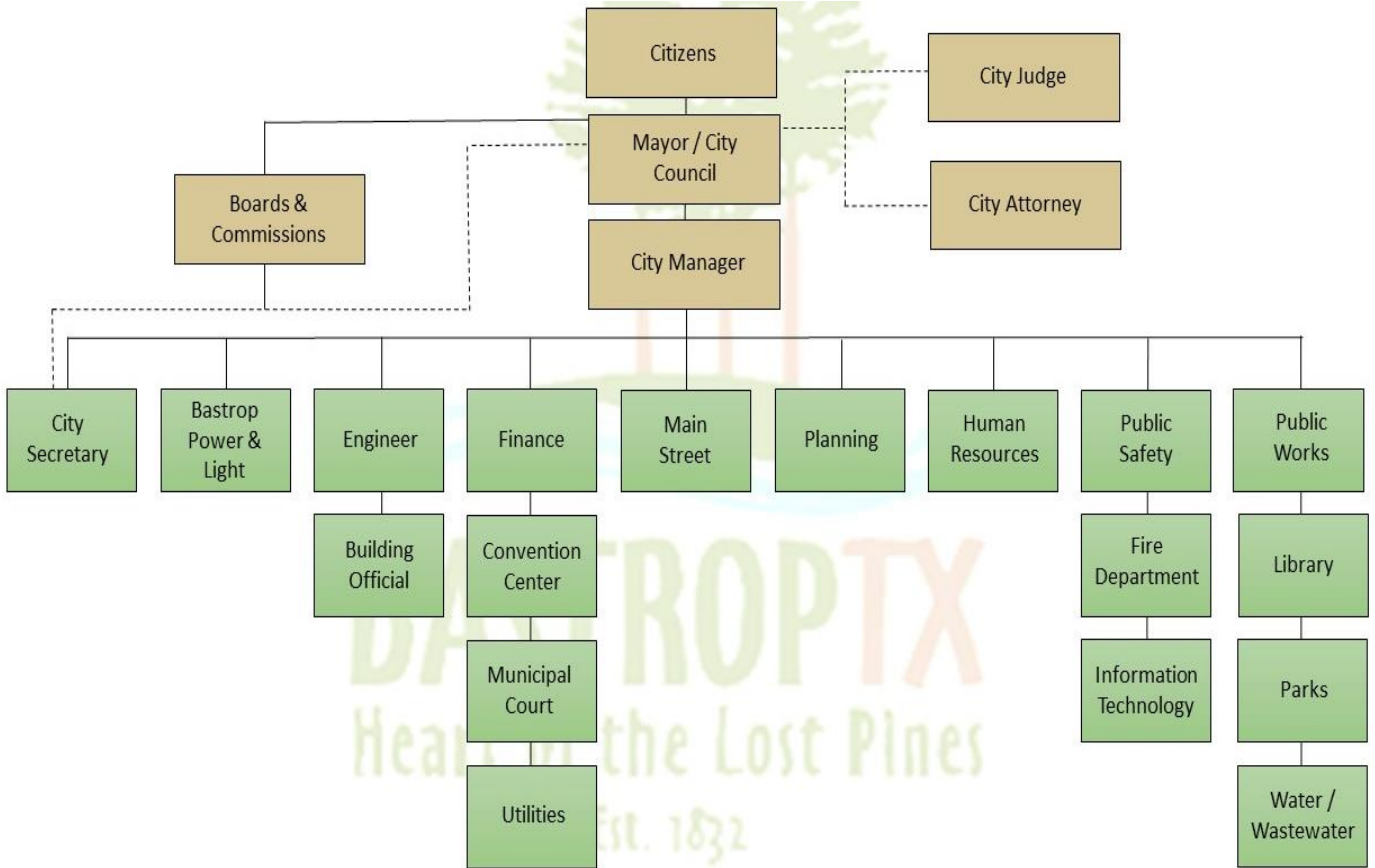 Citizens
City Judge
Mayor / City
Council
Boards &
Commissions
City Attorney
City Manager
City
Secretary
Bastrop
Power &
Light
Engineer
Finance
Main
Street
Planning
Human
Resources
Public
Safety
Public
Works
Building
Official
Convention
Center
Fire
Department
Library
Municipal
Court
Information
Technology
Parks
Utilities
Water /
Wastewater
BASTROPTX
Heart of the Lost Pines
Est. 1832